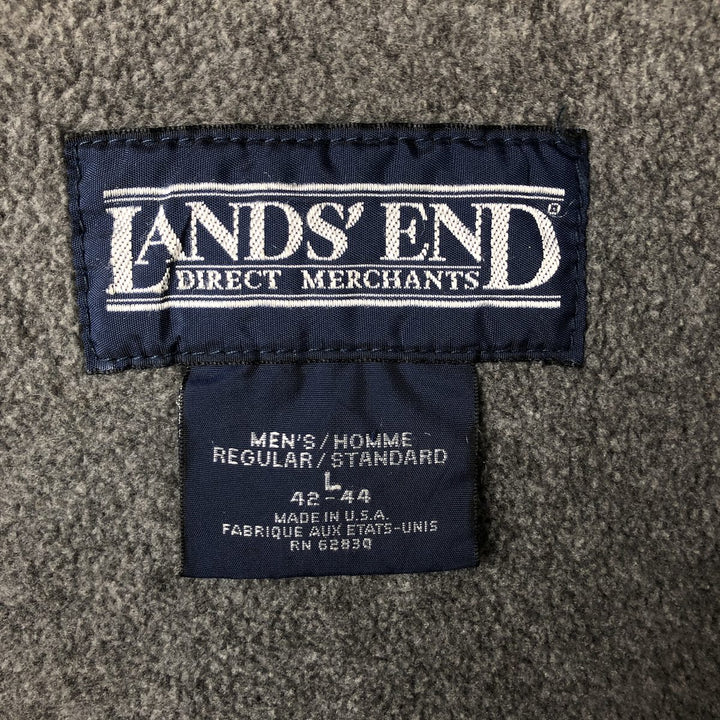 LANDS' END®
DIRECT MERCHANTS
MEN'S/HOMME
REGULAR/STANDARD
L
42-44
MADE IN U.S.A.
FABRIQUE AUX ETATS-UNIS
RN 62830